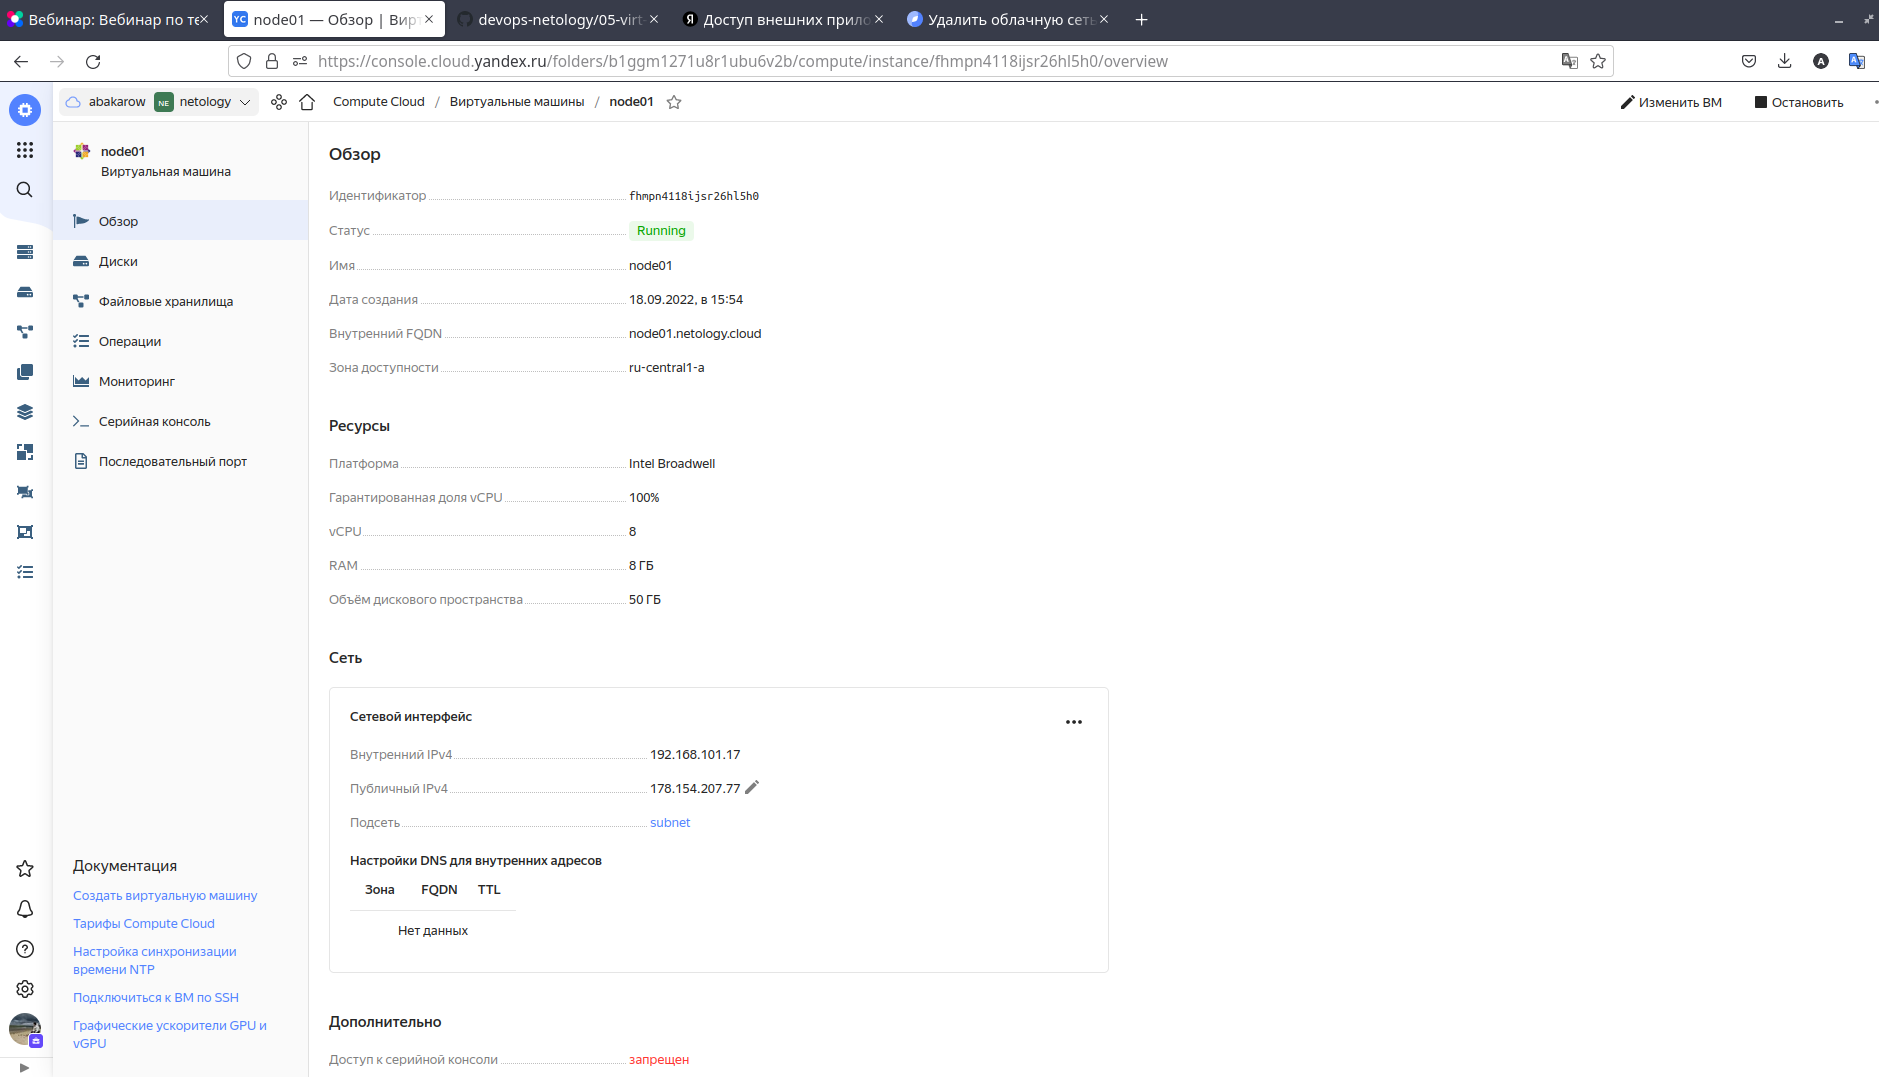 Вебинар: Вебинар по те
node01 — Обзор | Вирт
devops-netology/05-virt-
Доступ внешних прило
Удалить облачную сеть
https://console.cloud.yandex.ru/folders/b1ggm1271u8r1ubu6v2b/compute/instance/fhmpn4118ijsr26hl5h0/overview
A
abakarow
NE
netology
Compute Cloud / Виртуальные машины / node01
Изменить ВМ
Остановить
node01
Виртуальная машина
Обзор
Диски
Файловые хранилища
Операции
Мониторинг
Серийная консоль
Последовательный порт
Документация
Создать виртуальную машину
Тарифы Compute Cloud
Настройка синхронизации
времени NTP
Подключиться к ВМ по SSH
Графические ускорители GPU и
vGPU
Обзор
Идентификатор fhmpn4118ijsr26hl5h0
Статус Running
Имя node01
Дата создания 18.09.2022, в 15:54
Внутренний FQDN node01.netology.cloud
Зона доступности ru-central1-a
Ресурсы
Платформа Intel Broadwell
Гарантированная доля vCPU 100%
vCPU 8
RAM 8 ГБ
Объём дискового пространства 50 ГБ
Сеть
Сетевой интерфейс
Внутренний IPv4 192.168.101.17
Публичный IPv4 178.154.207.77
Подсеть subnet
Настройки DNS для внутренних адресов
Зона FQDN TTL
Нет данных
Дополнительно
Доступ к серийной консоли запрещен